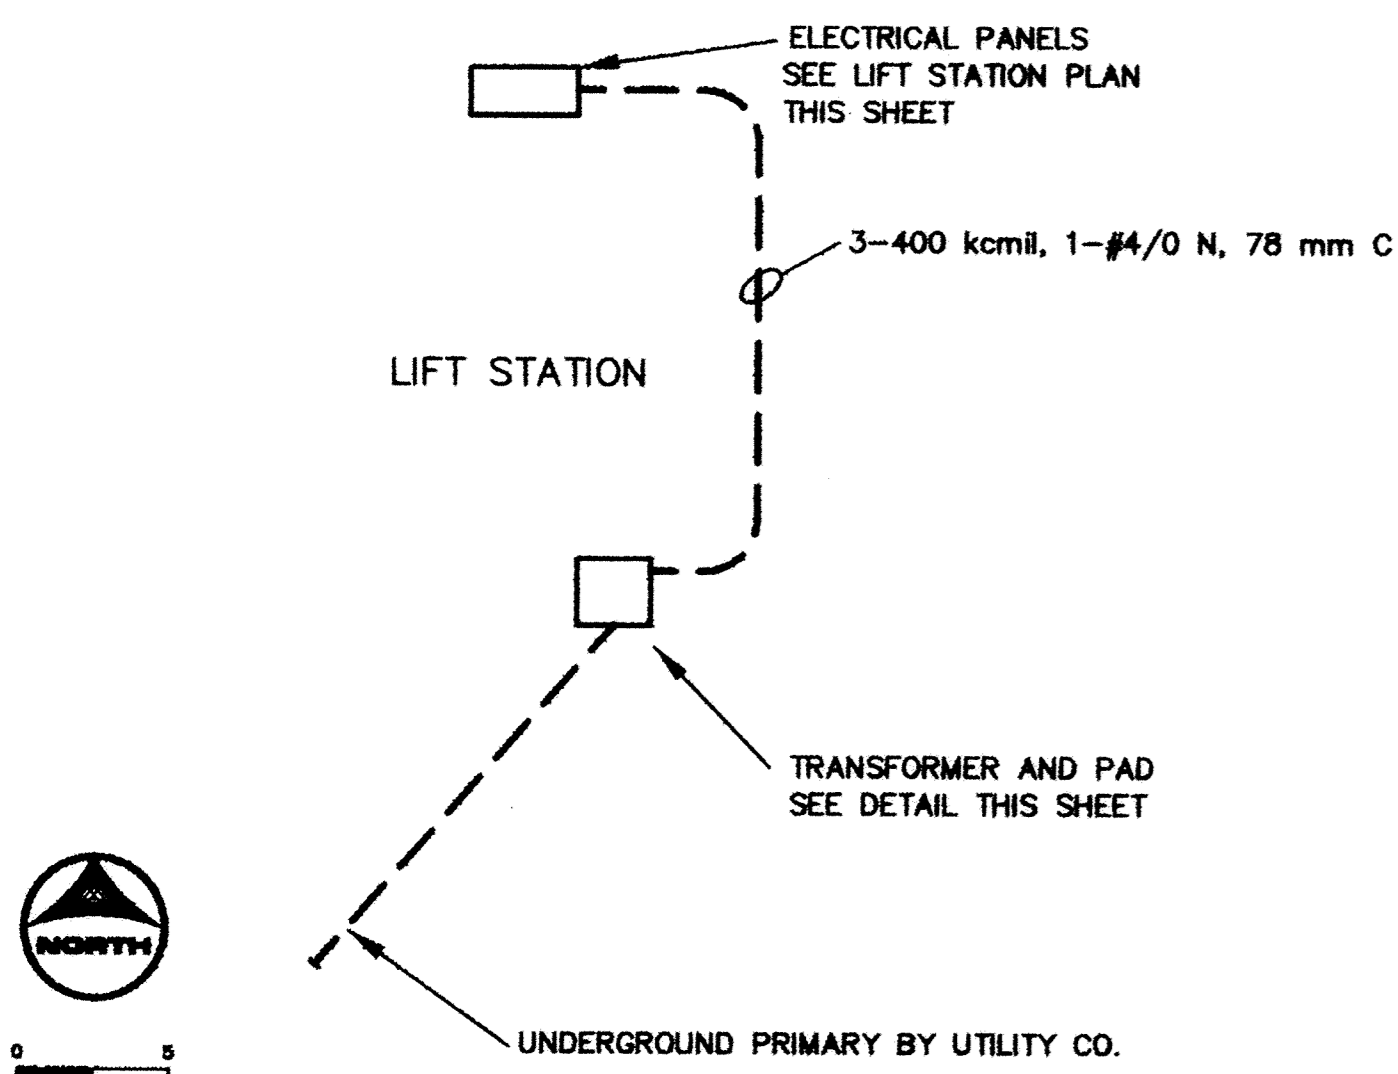 ELECTRICAL PANELS
SEE LIFT STATION PLAN
THIS SHEET
3-400 kcmil, 1-#4/0 N, 78 mm C
LIFT STATION
TRANSFORMER AND PAD
SEE DETAIL THIS SHEET
NORTH
UNDERGROUND PRIMARY BY UTILITY CO.
0 5